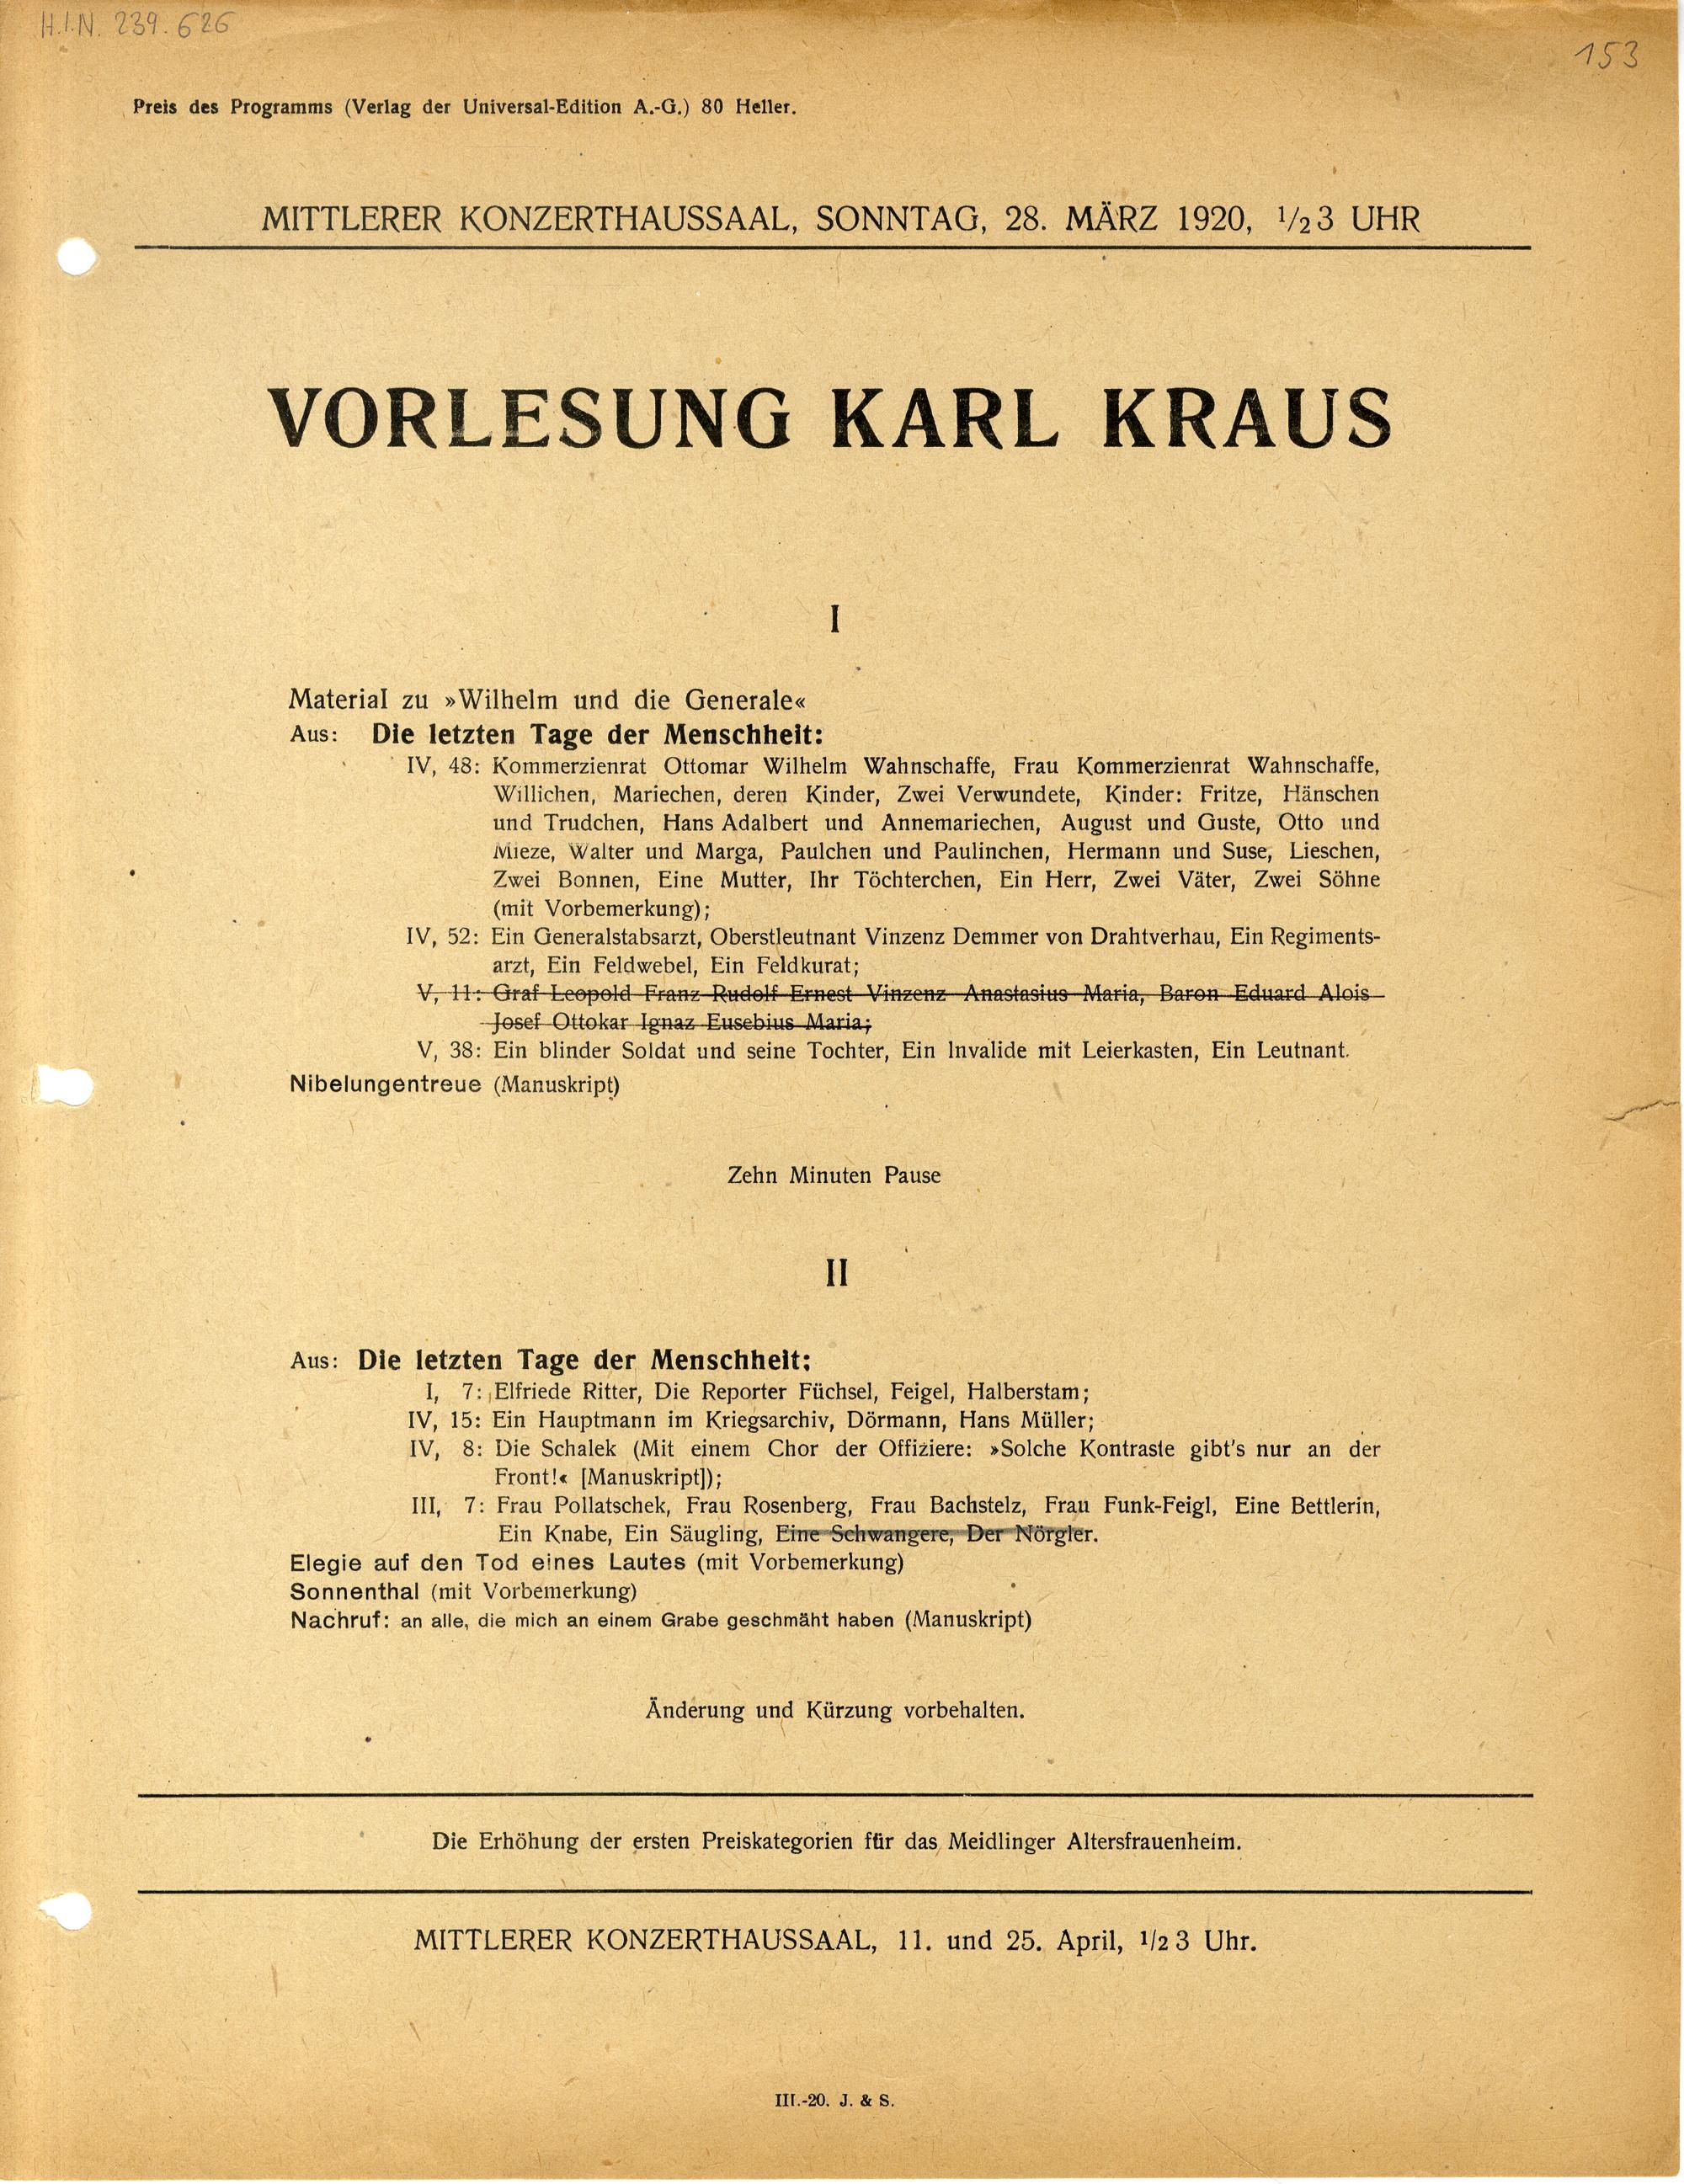 H.I.N. 239.626
153
Preis des Programms (Verlag der Universal-Edition A.-G.) 80 Heller.
MITTLERER KONZERTHAUSSAAL, SONNTAG, 28. MÄRZ 1920, ½3 UHR
VORLESUNG KARL KRAUS
I
Material zu »Wilhelm und die Generale«
Aus: Die letzten Tage der Menschheit:
IV, 48: Kommerzienrat Ottomar Wilhelm Wahnschaffe, Frau Kommerzienrat Wahnschaffe,
Willichen, Mariechen, deren Kinder, Zwei Verwundete, Kinder: Fritze, Hänschen
und Trudchen, Hans Adalbert und Annemariechen, August und Guste, Otto und
Mieze, Walter und Marga, Paulchen und Paulinchen, Hermann und Suse, Lieschen,
Zwei Bonnen, Eine Mutter, Ihr Töchterchen, Ein Herr, Zwei Väter, Zwei Söhne
(mit Vorbemerkung);
IV, 52: Ein Generalstabsarzt, Oberstleutnant Vinzenz Demmer von Drahtverhau, Ein Regiments-
arzt, Ein Feldwebel, Ein Feldkurat;
V, 11: Graf Leopold Franz Rudolf Ernest Vinzenz Anastasius Maria, Baron Eduard Alois
Josef Ottokar Ignaz Eusebius Maria;
V, 38: Ein blinder Soldat und seine Tochter, Ein Invalide mit Leierkasten, Ein Leutnant.
Nibelungentreue (Manuskript)
Zehn Minuten Pause
II
Aus: Die letzten Tage der Menschheit:
I, 7: Elfriede Ritter, Die Reporter Füchsel, Feigel, Halberstam;
IV, 15: Ein Hauptmann im Kriegsarchiv, Dörmann, Hans Müller;
IV, 8: Die Schalek (Mit einem Chor der Offiziere: »Solche Kontraste gibt's nur an der
Front!« [Manuskript]);
III, 7: Frau Pollatschek, Frau Rosenberg, Frau Bachstelz, Frau Funk-Feigl, Eine Bettlerin,
Ein Knabe, Ein Säugling, Eine Schwangere, Der Nörgler.
Elegie auf den Tod eines Lautes (mit Vorbemerkung)
Sonnenthal (mit Vorbemerkung)
Nachruf: an alle, die mich an einem Grabe geschmäht haben (Manuskript)
Änderung und Kürzung vorbehalten.
Die Erhöhung der ersten Preiskategorien für das Meidlinger Altersfrauenheim.
MITTLERER KONZERTHAUSSAAL, 11. und 25. April, ½3 Uhr.
III.-20. J. & S.